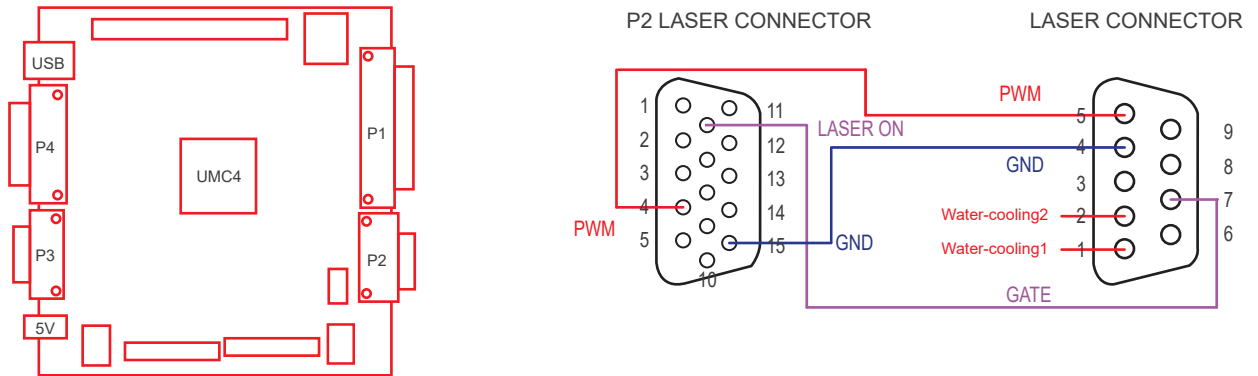 P2 LASER CONNECTOR
LASER CONNECTOR
USB
P4
P3
5V
UMC4
P1
P2
1
2
3
4
5
10
11
12
13
14
15
PWM
LASER ON
GND
PWM
GND
GATE
Water-cooling2
Water-cooling1
5
4
3
2
1
9
8
7
6